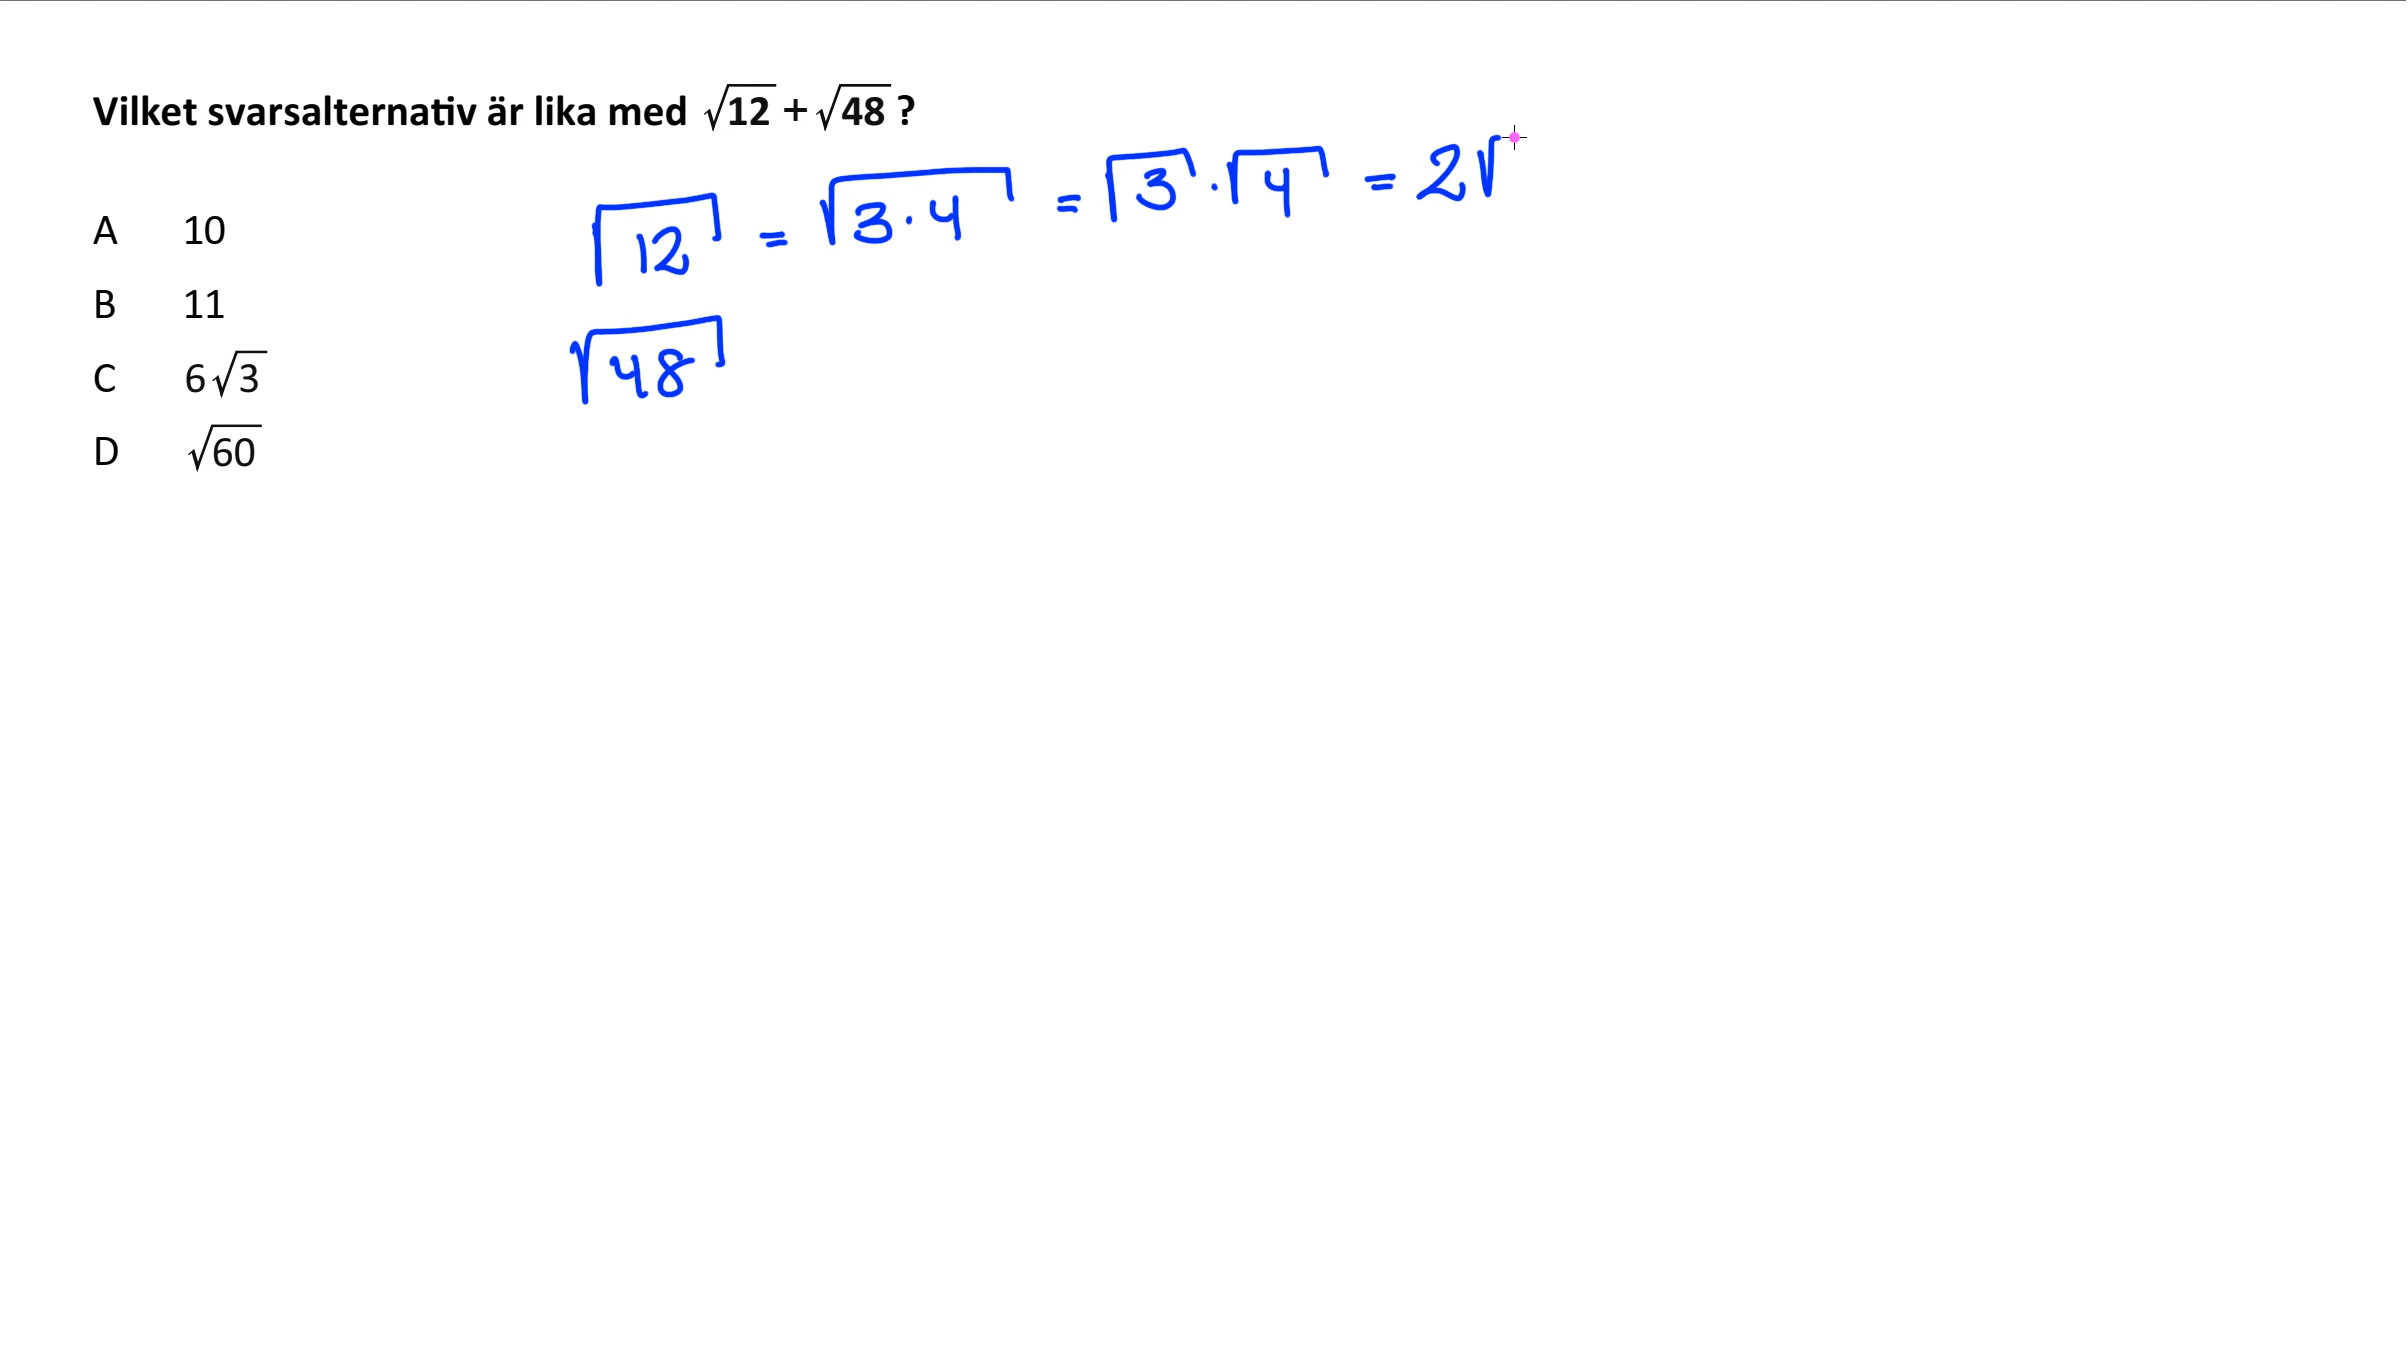 Vilket svarsalternativ är lika med √12 + √48 ?
A 10
B 11
C 6√3
D √60
√12 = √3·4 = √3 · √4 = 2√
√48